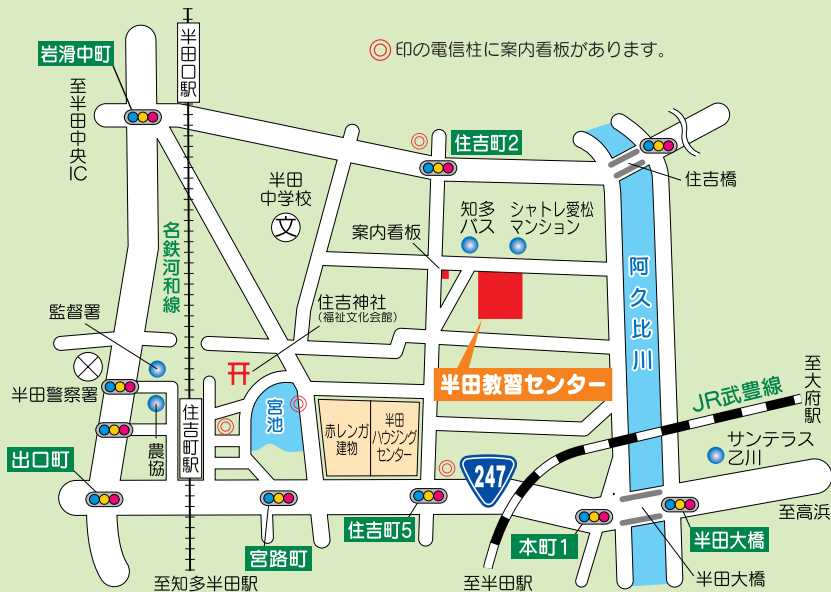 ◎印の電信柱に案内看板があります。
岩滑中町
半田口駅
至半田中央IC
住吉町2
住吉橋
半田
中学校
文
知多
バス
シャトレ愛松
マンション
案内看板
名鉄河和線
阿久比川
住吉神社
(福祉文化会館)
監督署
半田警察署
半田教習センター
至大府駅
JR武豊線
宮池
住吉町駅
赤レンガ
建物
半田
ハウジング
センター
農協
サンテラス
乙川
出口町
247
至高浜
宮路町
住吉町5
本町1
半田大橋
半田大橋
至知多半田駅
至半田駅